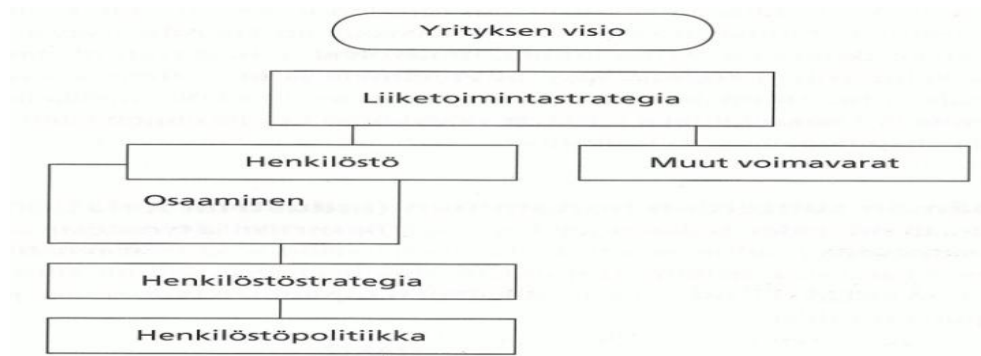 Yrityksen visio
Liiketoimintastrategia
Henkilöstö
Muut voimavarat
Osaaminen
Henkilöstöstrategia
Henkilöstöpolitiikka